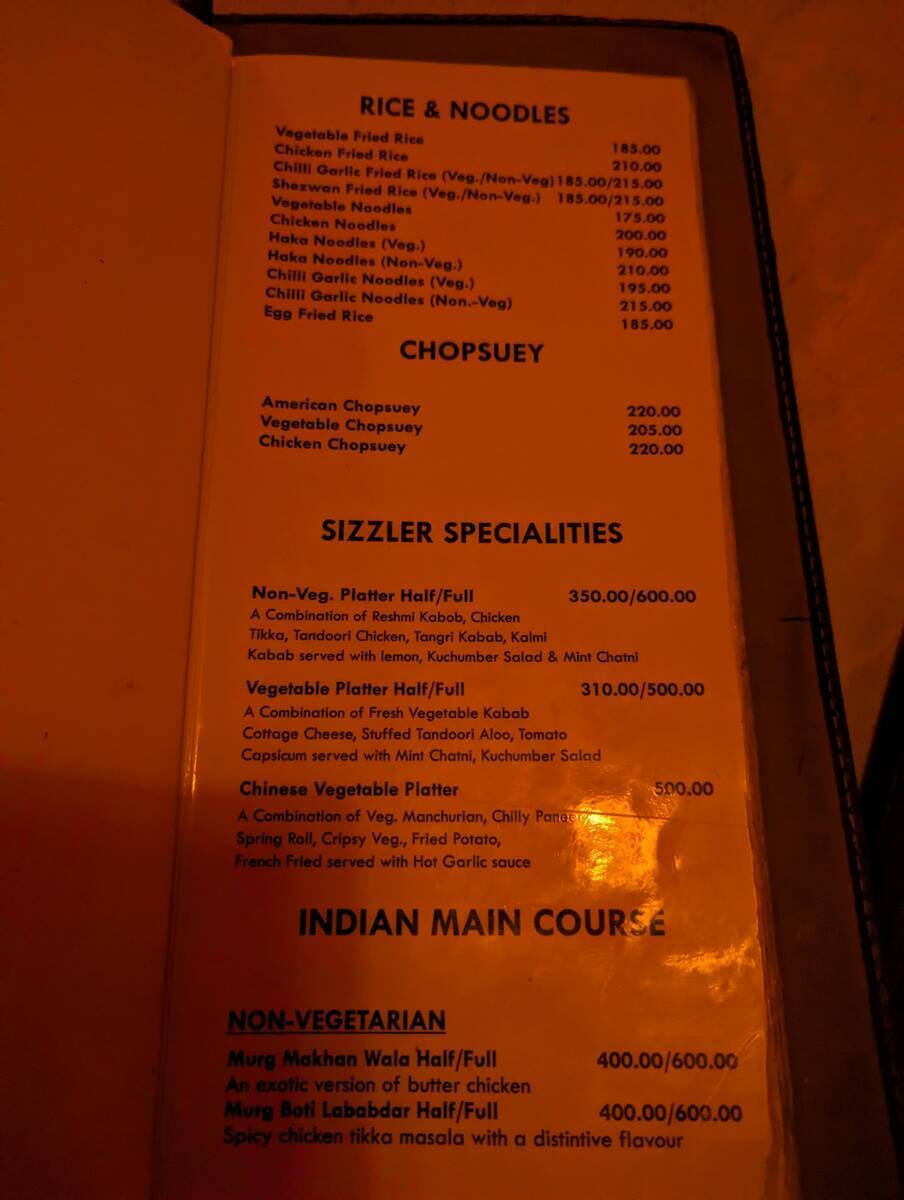 RICE & NOODLES
Vegetable Fried Rice 185.00
Chicken Fried Rice 210.00
Chilli Garlic Fried Rice (Veg./Non-Veg) 185.00/215.00
Shezwan Fried Rice (Veg./Non-Veg.) 185.00/215.00
Vegetable Noodles 175.00
Chicken Noodles 200.00
Haka Noodles (Veg.) 190.00
Haka Noodles (Non-Veg.) 210.00
Chilli Garlic Noodles (Veg.) 195.00
Chilli Garlic Noodles (Non.-Veg) 215.00
Egg Fried Rice 185.00
CHOPSUEY
American Chopsuey 220.00
Vegetable Chopsuey 205.00
Chicken Chopsuey 220.00
SIZZLER SPECIALITIES
Non-Veg. Platter Half/Full 350.00/600.00
A Combination of Reshmi Kabob, Chicken
Tikka, Tandoori Chicken, Tangri Kabab, Kalmi
Kabab served with lemon, Kuchumber Salad & Mint Chatni
Vegetable Platter Half/Full 310.00/500.00
A Combination of Fresh Vegetable Kabab
Cottage Cheese, Stuffed Tandoori Aloo, Tomato
Capsicum served with Mint Chatni, Kuchumber Salad
Chinese Vegetable Platter 500.00
A Combination of Veg. Manchurian, Chilly Paneer,
Spring Roll, Cripsy Veg., Fried Potato,
French Fried served with Hot Garlic sauce
INDIAN MAIN COURSE
NON-VEGETARIAN
Murg Makhan Wala Half/Full 400.00/600.00
An exotic version of butter chicken
Murg Boti Lababdar Half/Full 400.00/600.00
Spicy chicken tikka masala with a distintive flavour